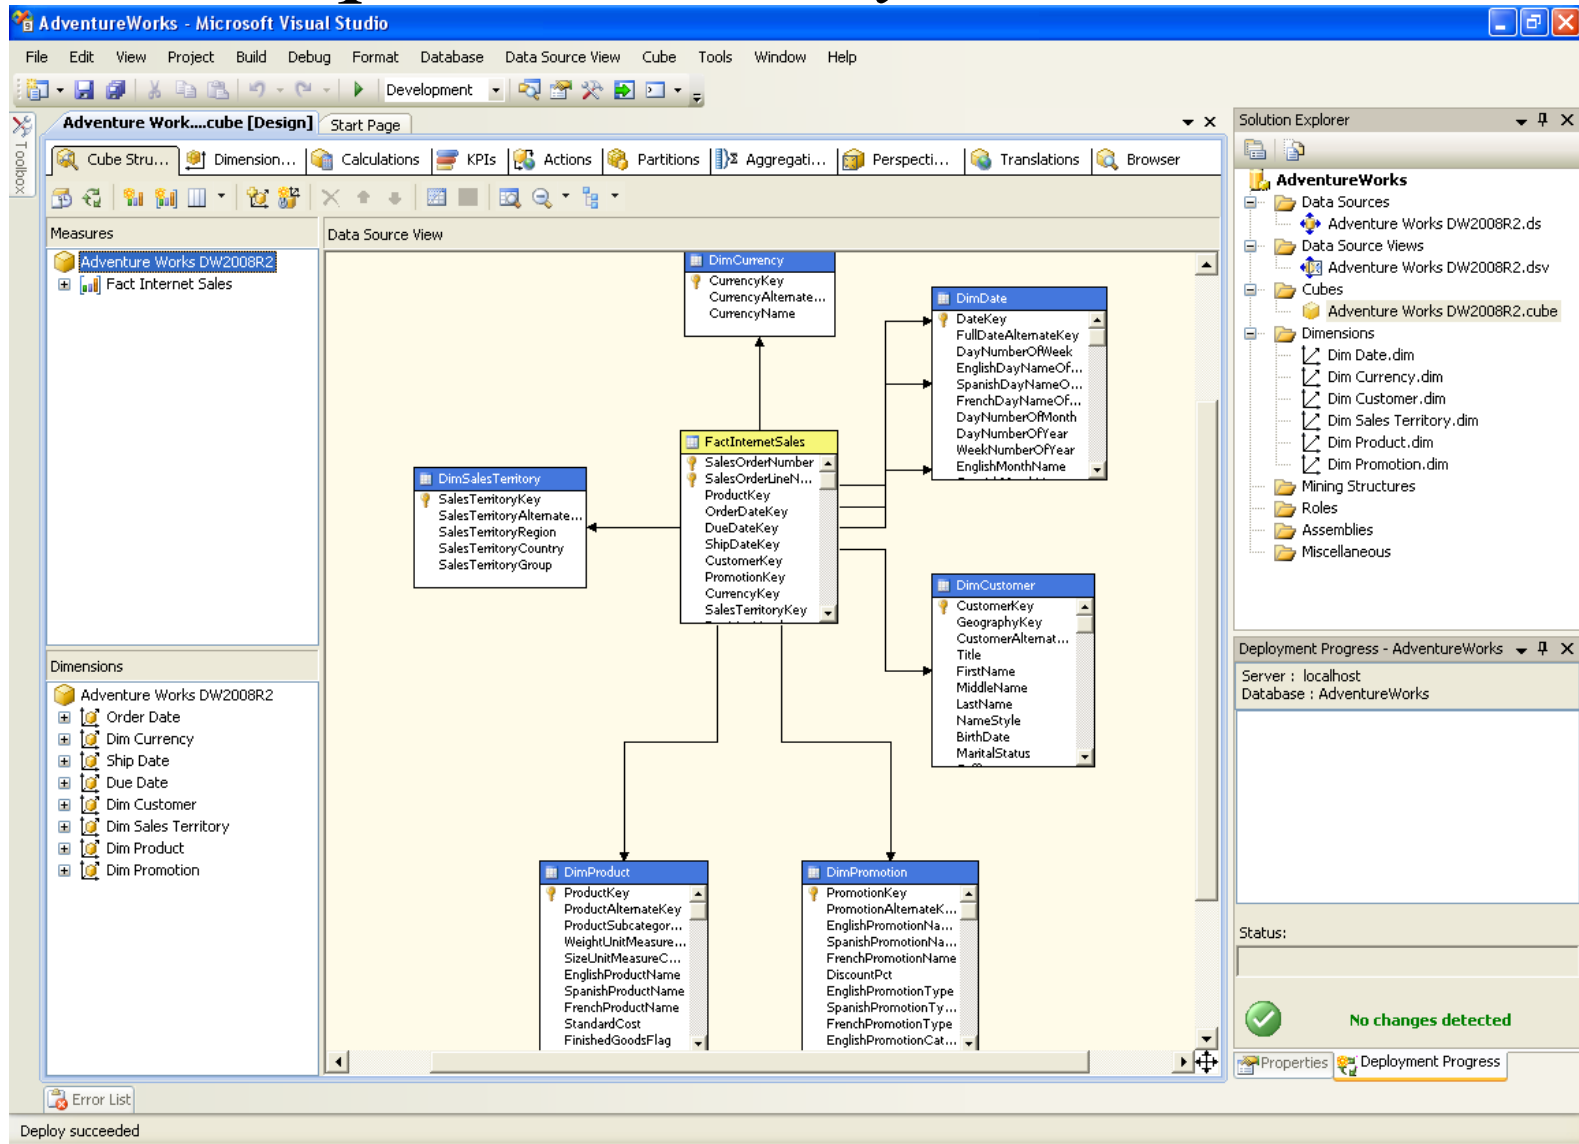 AdventureWorks - Microsoft Visual Studio
File Edit View Project Build Debug Format Database Data Source View Cube Tools Window Help
Development
Toolbox
Adventure Work....cube [Design] Start Page
Cube Stru... Dimension... Calculations KPIs Actions Partitions Aggregati... Perspecti... Translations Browser
Measures
Adventure Works DW2008R2
Fact Internet Sales
Dimensions
Adventure Works DW2008R2
Order Date
Dim Currency
Ship Date
Due Date
Dim Customer
Dim Sales Territory
Dim Product
Dim Promotion
Data Source View
DimCurrency
CurrencyKey
CurrencyAlternate...
CurrencyName
DimDate
DateKey
FullDateAlternateKey
DayNumberOfWeek
EnglishDayNameOf...
SpanishDayNameO...
FrenchDayNameOf...
DayNumberOfMonth
DayNumberOfYear
WeekNumberOfYear
EnglishMonthName
FactInternetSales
SalesOrderNumber
SalesOrderLineN...
ProductKey
OrderDateKey
DueDateKey
ShipDateKey
CustomerKey
PromotionKey
CurrencyKey
SalesTerritoryKey
DimSalesTerritory
SalesTerritoryKey
SalesTerritoryAlternate...
SalesTerritoryRegion
SalesTerritoryCountry
SalesTerritoryGroup
DimCustomer
CustomerKey
GeographyKey
CustomerAlternat...
Title
FirstName
MiddleName
LastName
NameStyle
BirthDate
MaritalStatus
DimProduct
ProductKey
ProductAlternateKey
ProductSubcategor...
WeightUnitMeasure...
SizeUnitMeasureC...
EnglishProductName
SpanishProductName
FrenchProductName
StandardCost
FinishedGoodsFlag
DimPromotion
PromotionKey
PromotionAlternateK...
EnglishPromotionNa...
SpanishPromotionNa...
FrenchPromotionName
DiscountPct
EnglishPromotionType
SpanishPromotionTy...
FrenchPromotionType
EnglishPromotionCat...
Solution Explorer
AdventureWorks
Data Sources
Adventure Works DW2008R2.ds
Data Source Views
Adventure Works DW2008R2.dsv
Cubes
Adventure Works DW2008R2.cube
Dimensions
Dim Date.dim
Dim Currency.dim
Dim Customer.dim
Dim Sales Territory.dim
Dim Product.dim
Dim Promotion.dim
Mining Structures
Roles
Assemblies
Miscellaneous
Deployment Progress - AdventureWorks
Server : localhost
Database : AdventureWorks
Status:
No changes detected
Properties Deployment Progress
Error List
Deploy succeeded